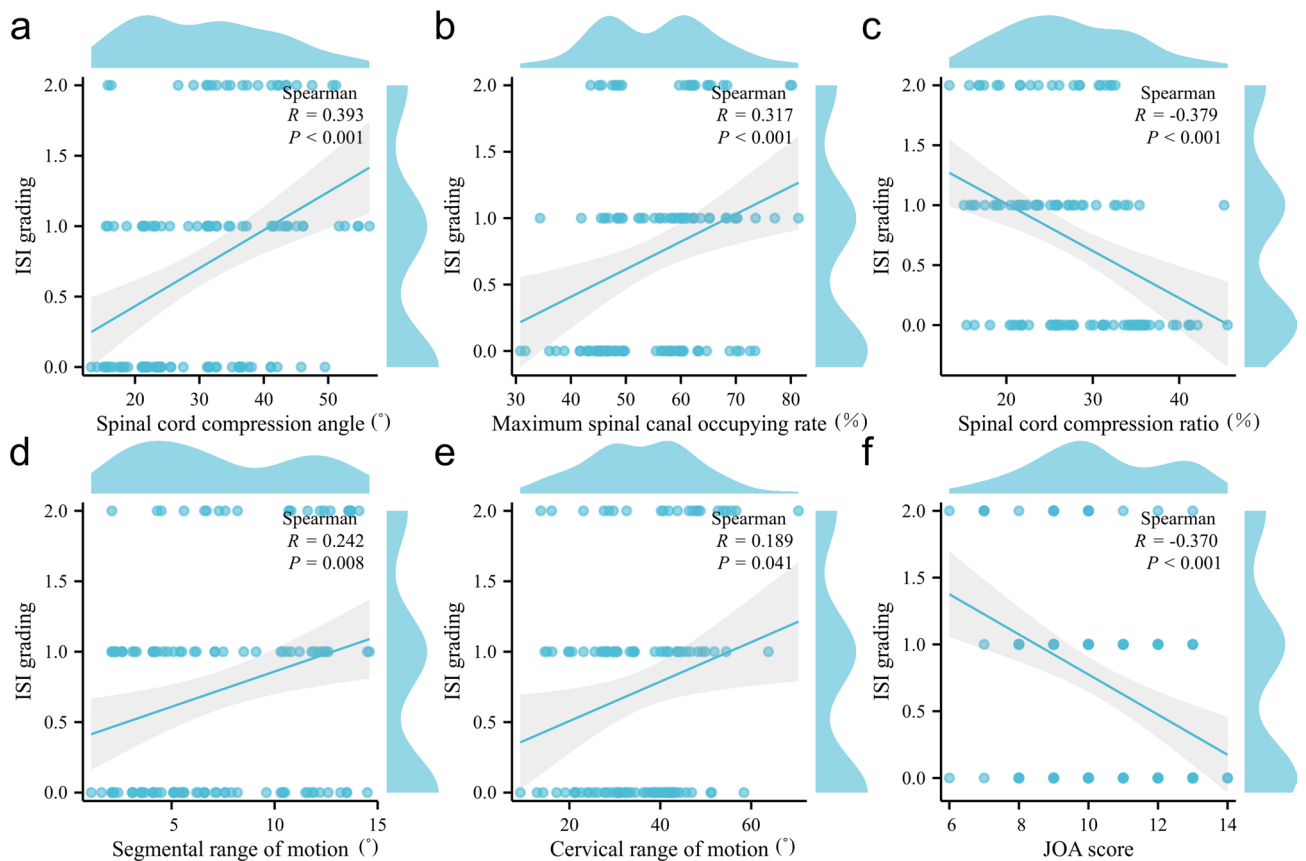 a
Spearman
R = 0.393
P < 0.001
2.0
1.5
1.0
0.5
0.0
ISI grading
20
30
40
50
Spinal cord compression angle (°)
b
Spearman
R = 0.317
P < 0.001
2.0
1.5
1.0
0.5
0.0
ISI grading
30
40
50
60
70
80
Maximum spinal canal occupying rate (%)
c
Spearman
R = -0.379
P < 0.001
2.0
1.5
1.0
0.5
0.0
ISI grading
20
30
40
Spinal cord compression ratio (%)
d
Spearman
R = 0.242
P = 0.008
2.0
1.5
1.0
0.5
0.0
ISI grading
5
10
15
Segmental range of motion (°)
e
Spearman
R = 0.189
P = 0.041
2.0
1.5
1.0
0.5
0.0
ISI grading
20
40
60
Cervical range of motion (°)
f
Spearman
R = -0.370
P < 0.001
2.0
1.5
1.0
0.5
0.0
ISI grading
6
8
10
12
14
JOA score